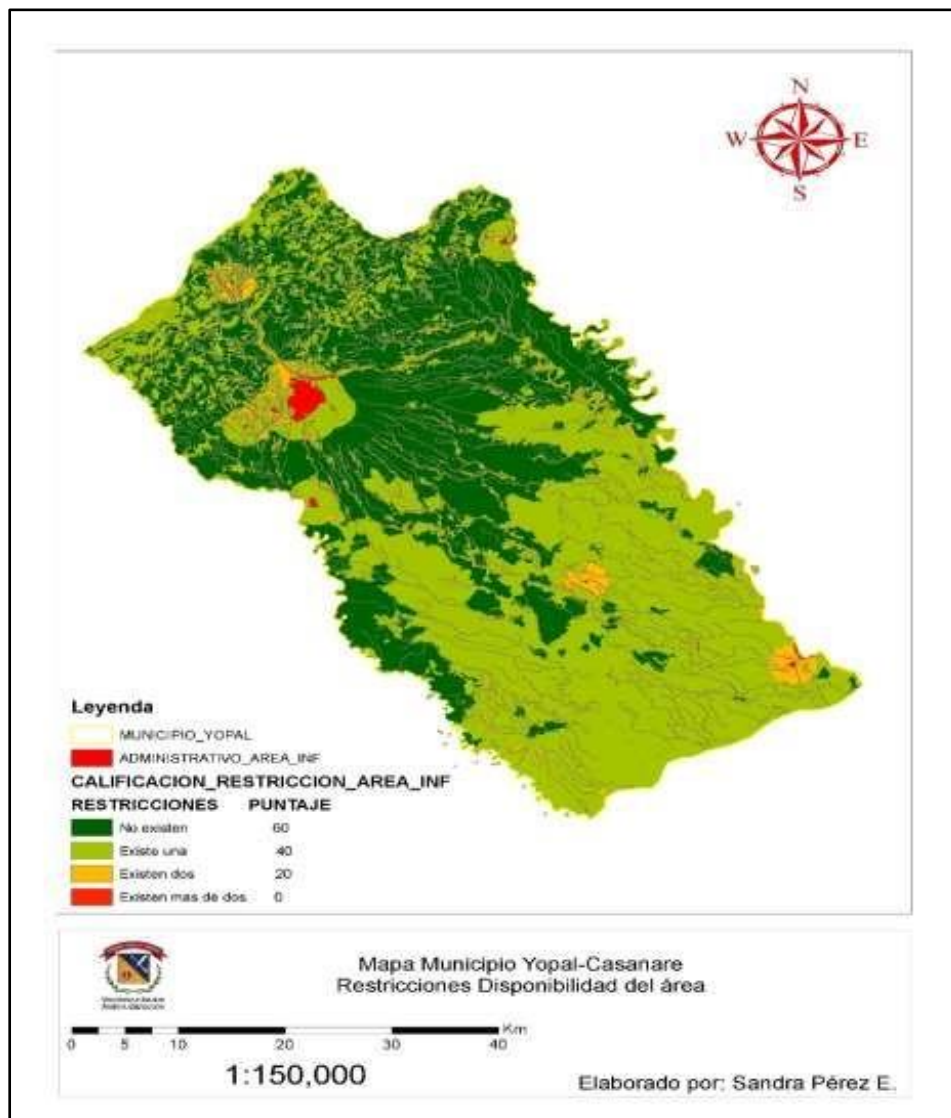 N
W E
S
Leyenda
MUNICIPIO_YOPAL
ADMINISTRATIVO_AREA_INF
CALIFICACION_RESTRICCION_AREA_INF
RESTRICCIONES PUNTAJE
No existen 60
Existe una 40
Existen dos 20
Existen mas de dos 0
Mapa Municipio Yopal-Casanare
Restricciones Disponibilidad del área
Km
0 5 10 20 30 40
1:150,000
Elaborado por: Sandra Pérez E.